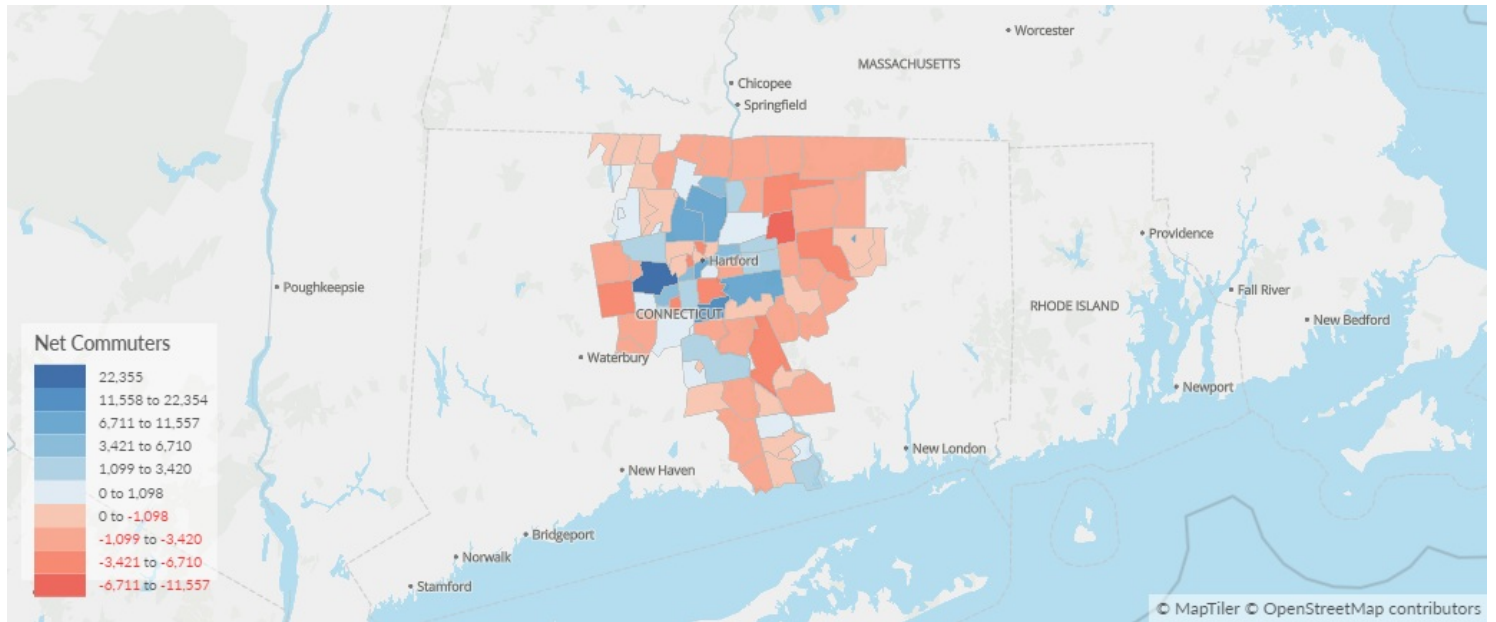 Worcester
MASSACHUSETTS
Chicopee
Springfield
Providence
Hartford
Poughkeepsie
Fall River
RHODE ISLAND
CONNECTICUT
New Bedford
Waterbury
Newport
New London
New Haven
Bridgeport
Norwalk
Stamford
Net Commuters
22,355
11,558 to 22,354
6,711 to 11,557
3,421 to 6,710
1,099 to 3,420
0 to 1,098
0 to -1,098
-1,099 to -3,420
-3,421 to -6,710
-6,711 to -11,557
© MapTiler © OpenStreetMap contributors